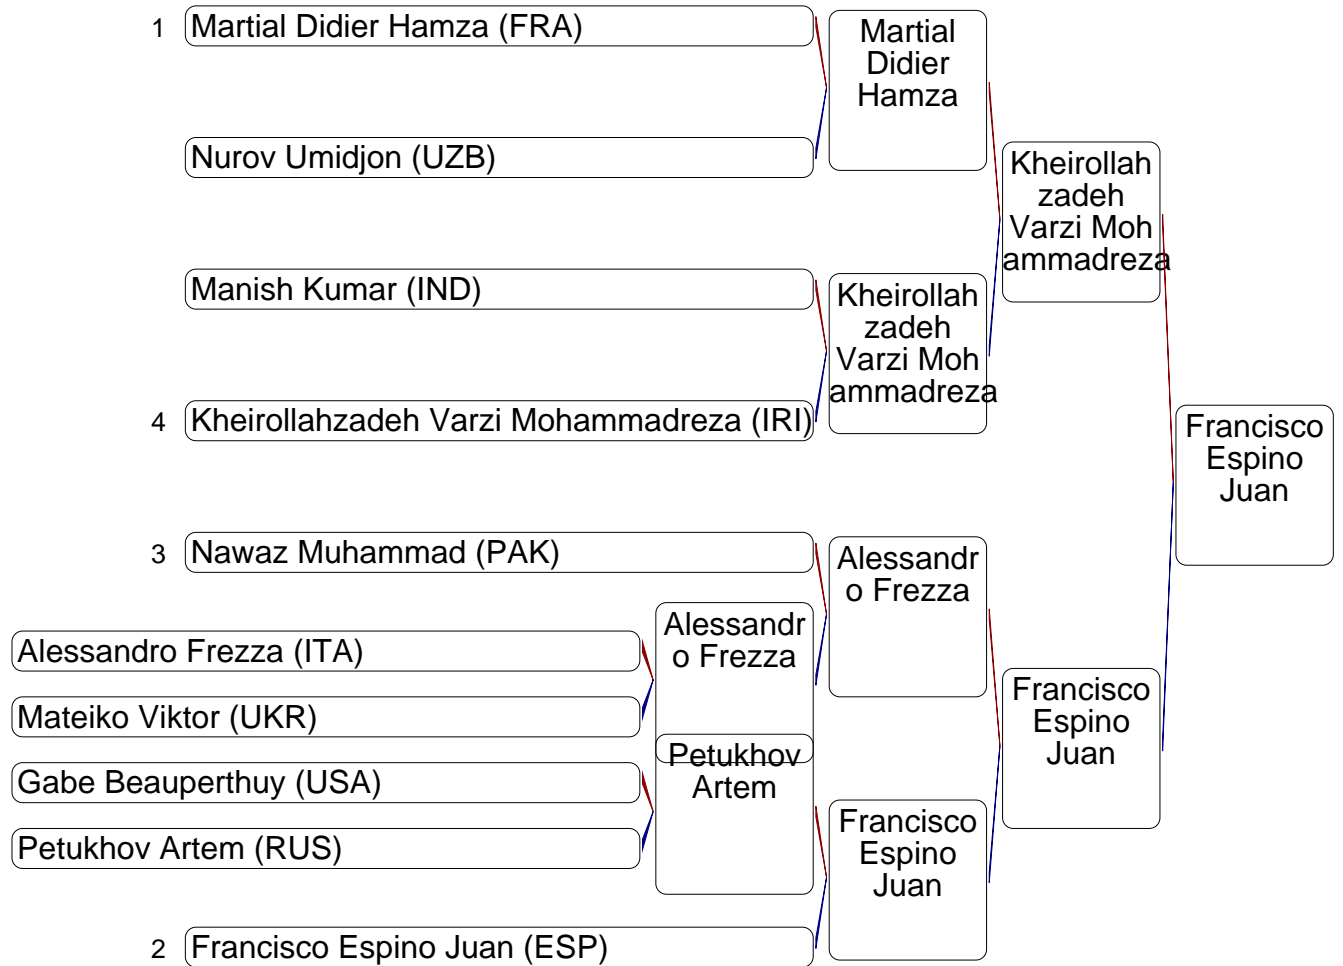 1 Martial Didier Hamza (FRA)
Martial
Didier
Hamza
Nurov Umidjon (UZB)
Kheirollah
zadeh
Varzi Moh
ammadreza
Manish Kumar (IND)
Kheirollah
zadeh
Varzi Moh
ammadreza
4 Kheirollahzadeh Varzi Mohammadreza (IRI)
Francisco
Espino
Juan
3 Nawaz Muhammad (PAK)
Alessandr
o Frezza
Alessandr
o Frezza
Alessandro Frezza (ITA)
Francisco
Espino
Juan
Mateiko Viktor (UKR)
Petukhov
Artem
Gabe Beauperthuy (USA)
Francisco
Espino
Juan
Petukhov Artem (RUS)
2 Francisco Espino Juan (ESP)